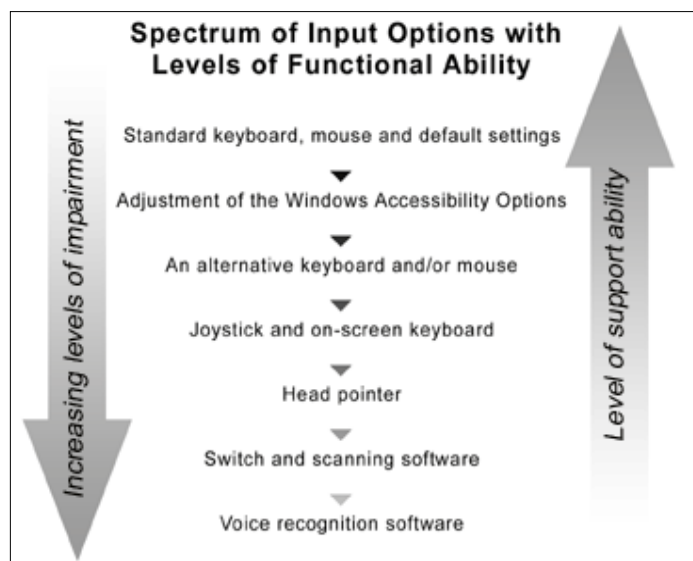 Spectrum of Input Options with
Levels of Functional Ability
Increasing levels of impairment
Standard keyboard, mouse and default settings
Adjustment of the Windows Accessibility Options
An alternative keyboard and/or mouse
Joystick and on-screen keyboard
Head pointer
Switch and scanning software
Voice recognition software
Level of support ability